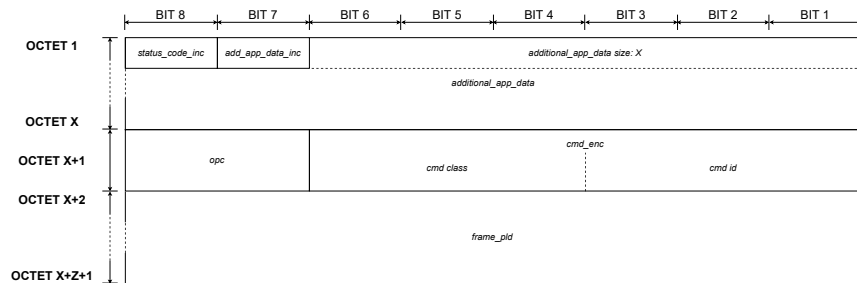 BIT 8 BIT 7 BIT 6 BIT 5 BIT 4 BIT 3 BIT 2 BIT 1
OCTET 1 status_code_inc add_app_data_inc additional_app_data size: X
additional_app_data
OCTET X
cmd_enc
OCTET X+1 opc
cmd class cmd id
OCTET X+2
frame_pld
OCTET X+Z+1